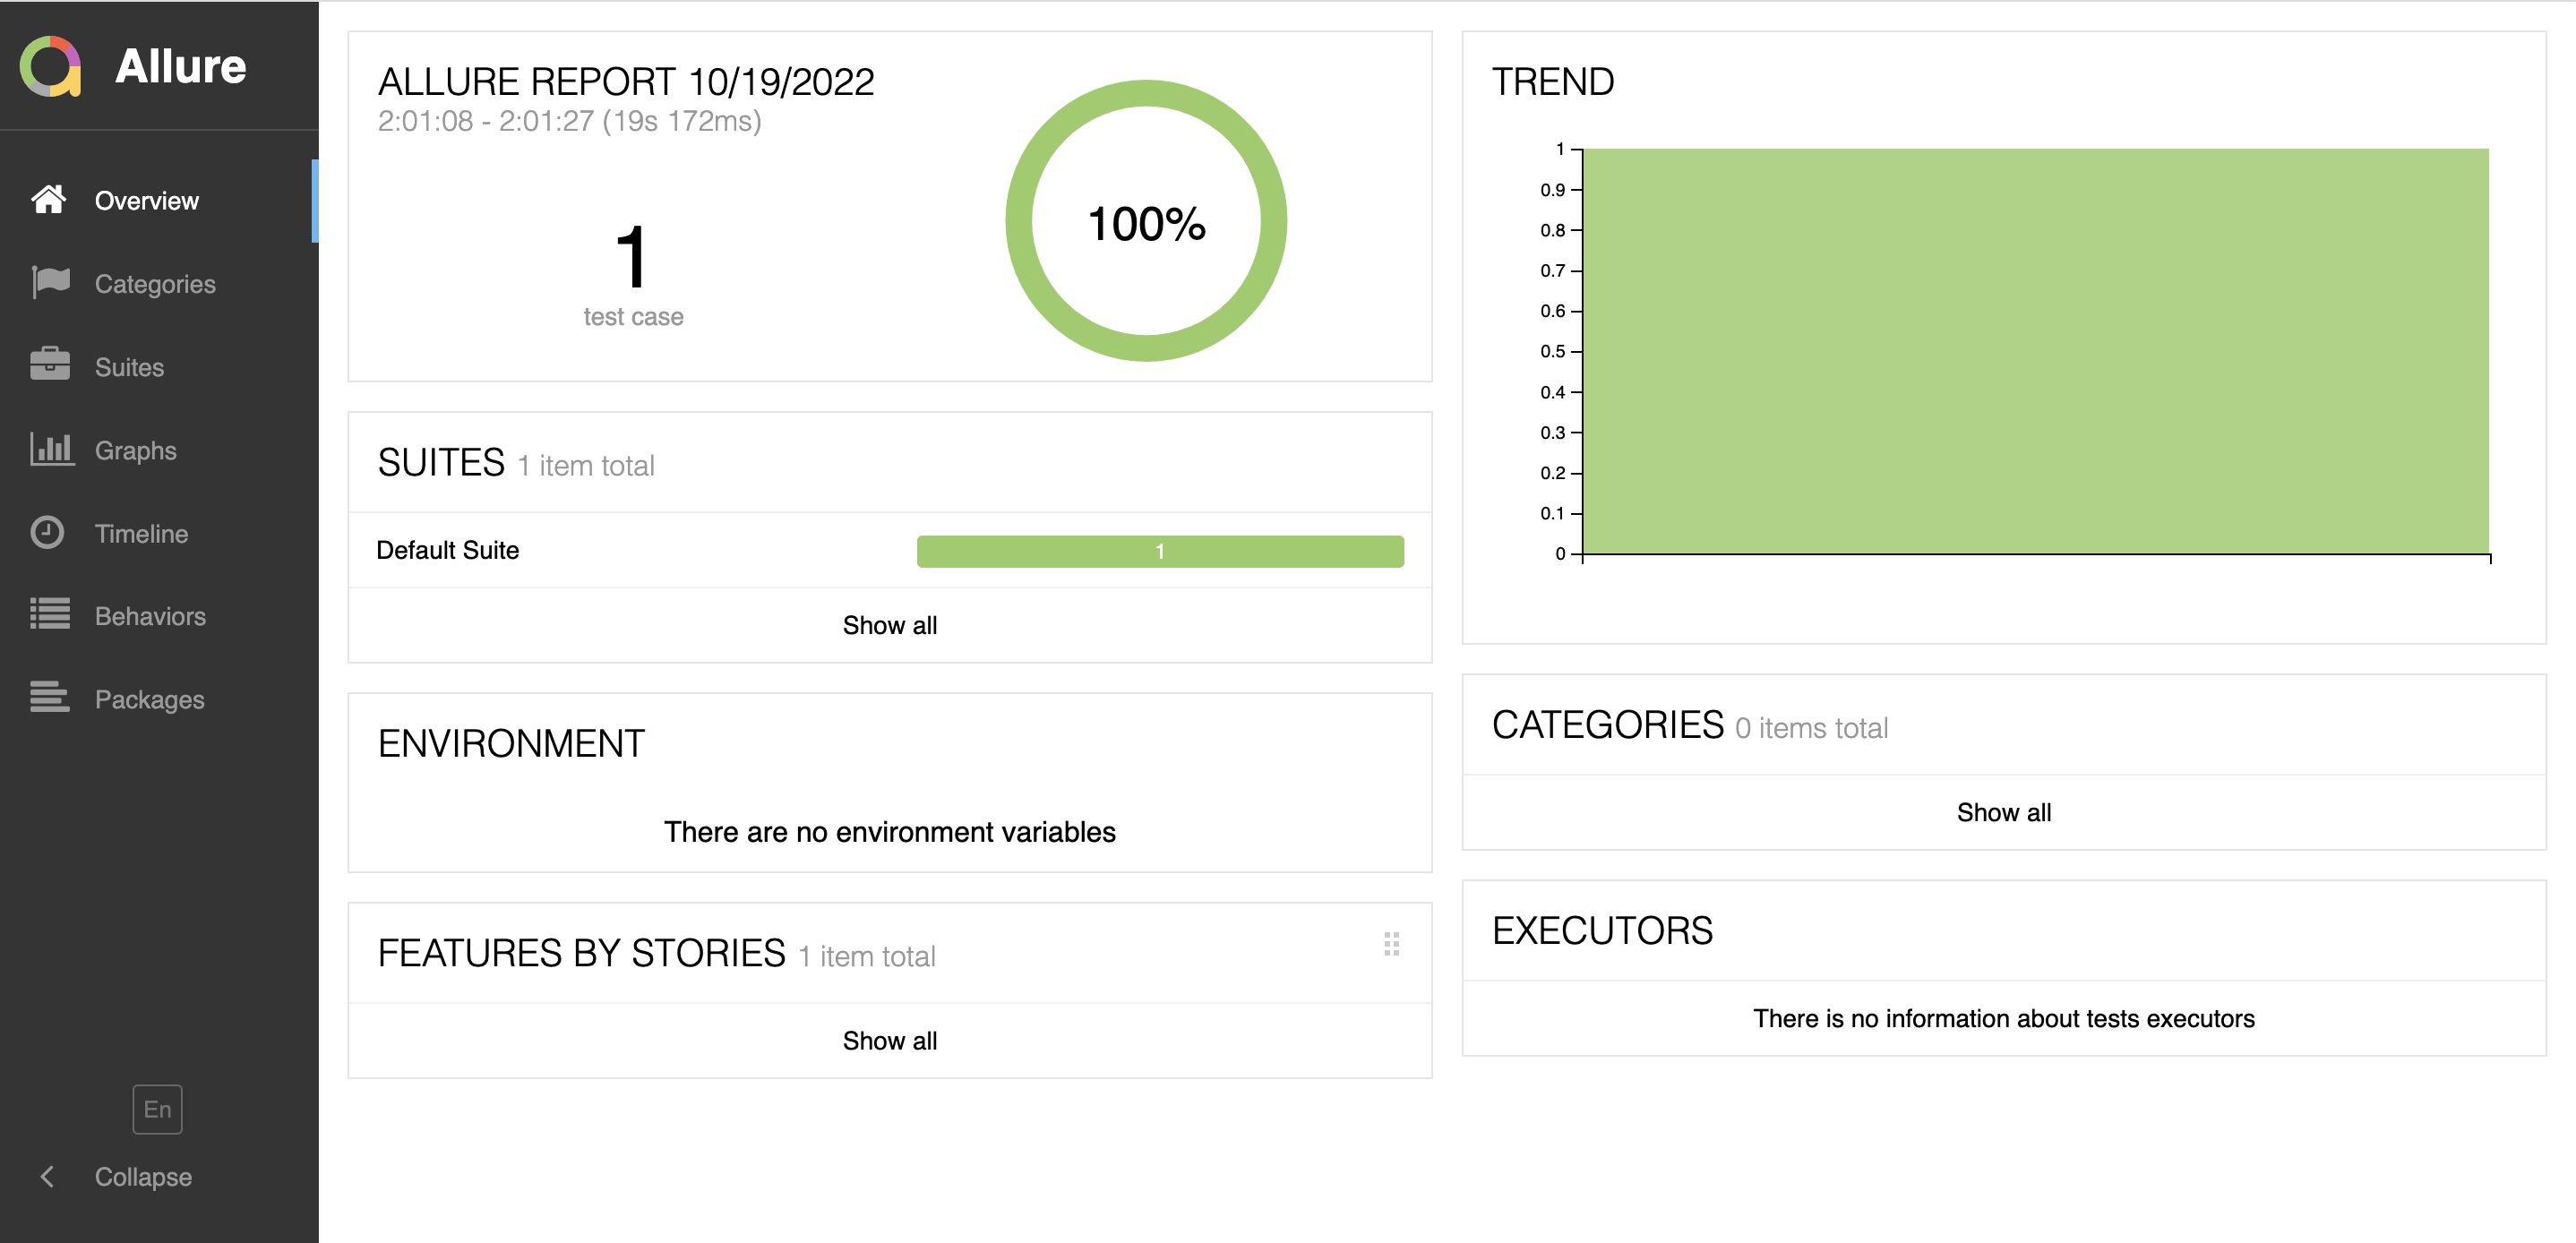 Allure
Overview
Categories
Suites
Graphs
Timeline
Behaviors
Packages
En
Collapse
ALLURE REPORT 10/19/2022
2:01:08 - 2:01:27 (19s 172ms)
1
test case
100%
SUITES 1 item total
Default Suite 1
Show all
ENVIRONMENT
There are no environment variables
FEATURES BY STORIES 1 item total
Show all
TREND
1
0.9
0.8
0.7
0.6
0.5
0.4
0.3
0.2
0.1
0
CATEGORIES 0 items total
Show all
EXECUTORS
There is no information about tests executors